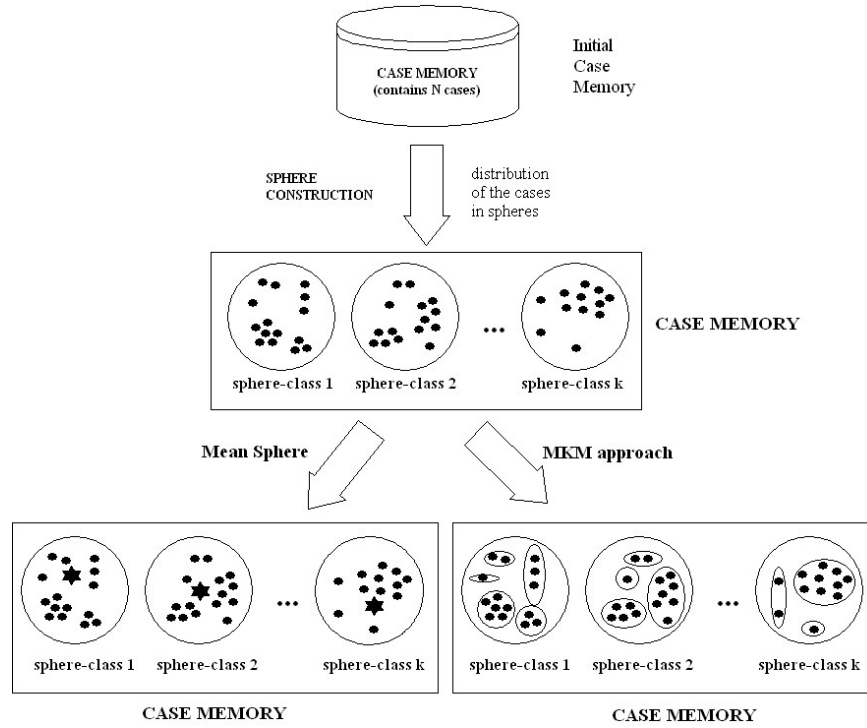 CASE MEMORY
(contains N cases)
Initial
Case
Memory
SPHERE
CONSTRUCTION
distribution
of the cases
in spheres
sphere-class 1
sphere-class 2
...
sphere-class k
CASE MEMORY
Mean Sphere
MKM approach
sphere-class 1
sphere-class 2
...
sphere-class k
CASE MEMORY
sphere-class 1
sphere-class 2
...
sphere-class k
CASE MEMORY